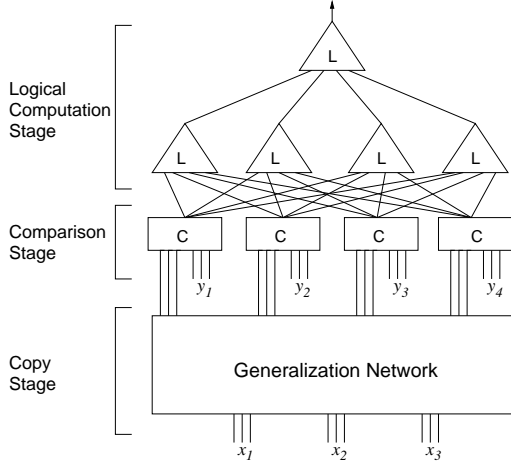 L
Logical
Computation
Stage
L L L L
Comparison
Stage
C C C C
y1 y2 y3 y4
Copy
Stage
Generalization Network
x1 x2 x3